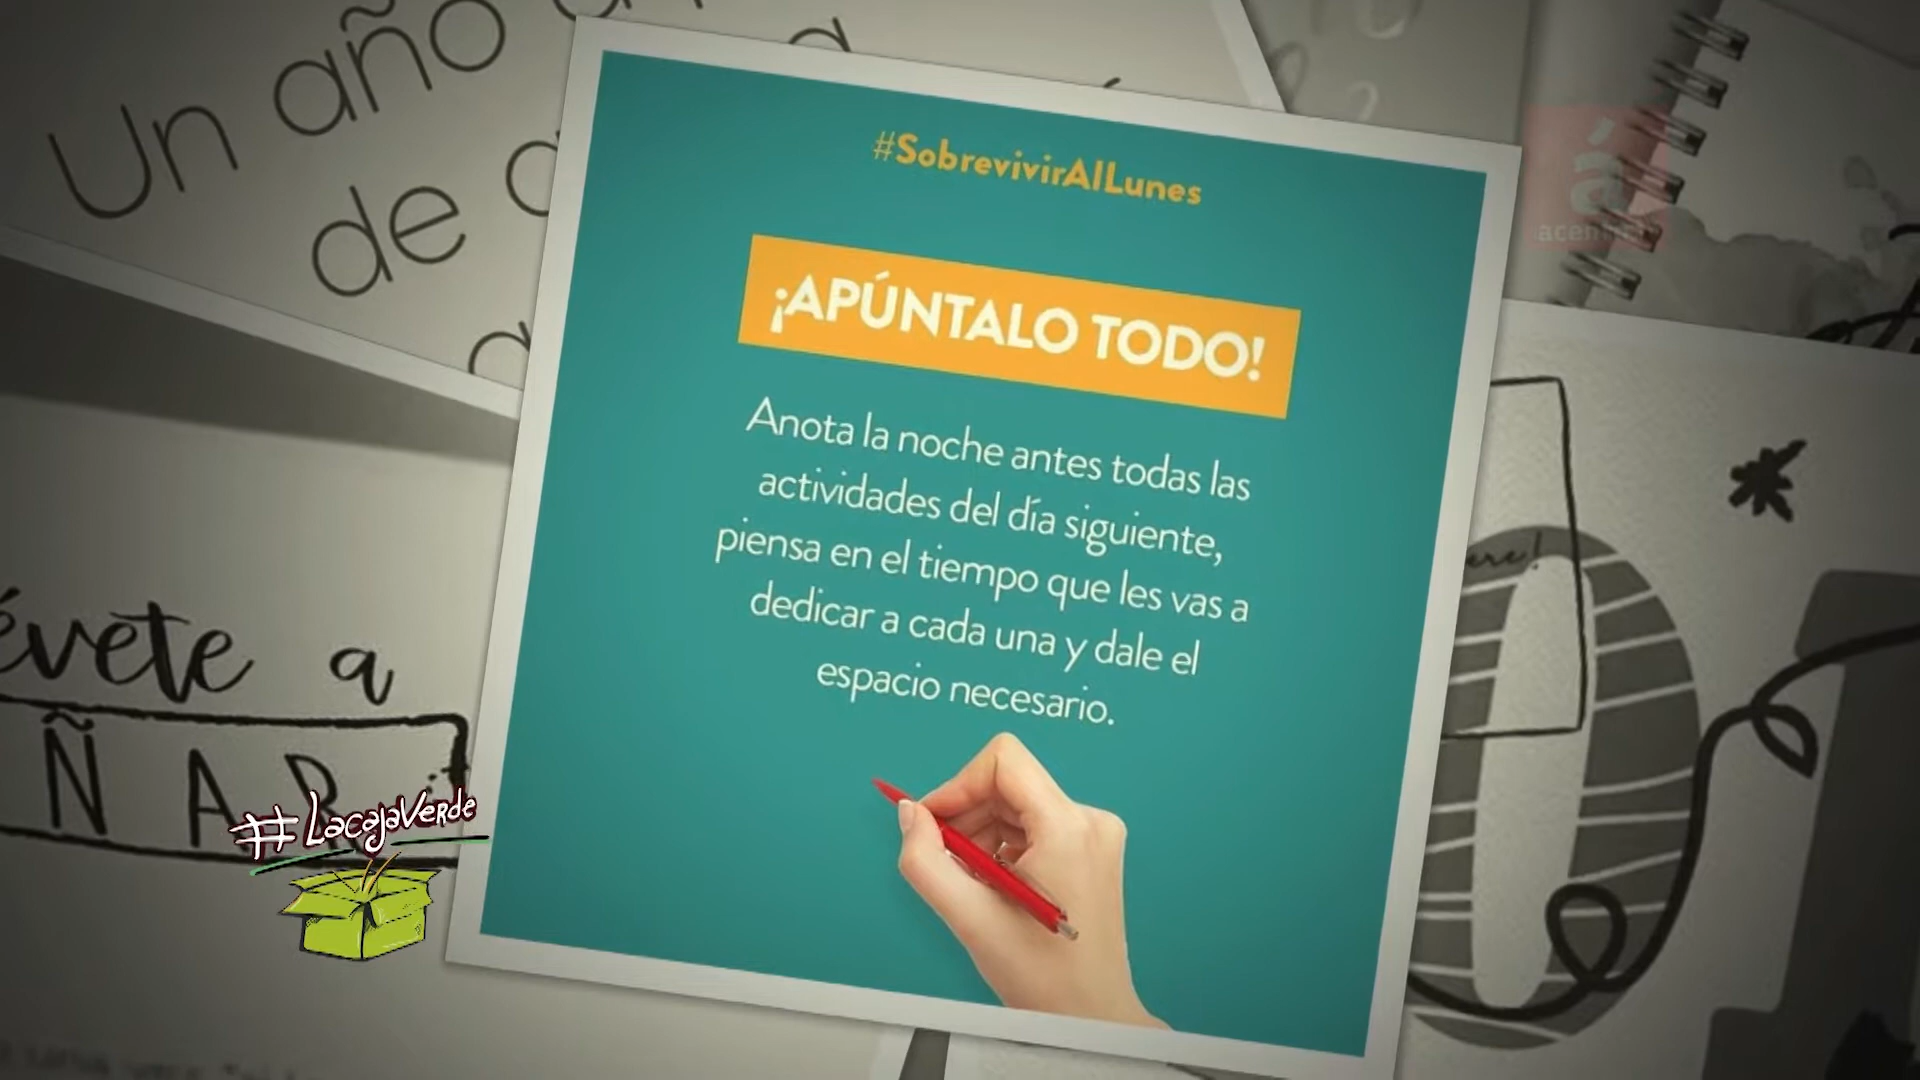 Un año
de
#SobrevivirAlLunes
¡APÚNTALO TODO!
Anota la noche antes todas las
actividades del día siguiente,
piensa en el tiempo que les vas a
dedicar a cada una y dale el
espacio necesario.
a
ÑAR
#LacajaVerde
á